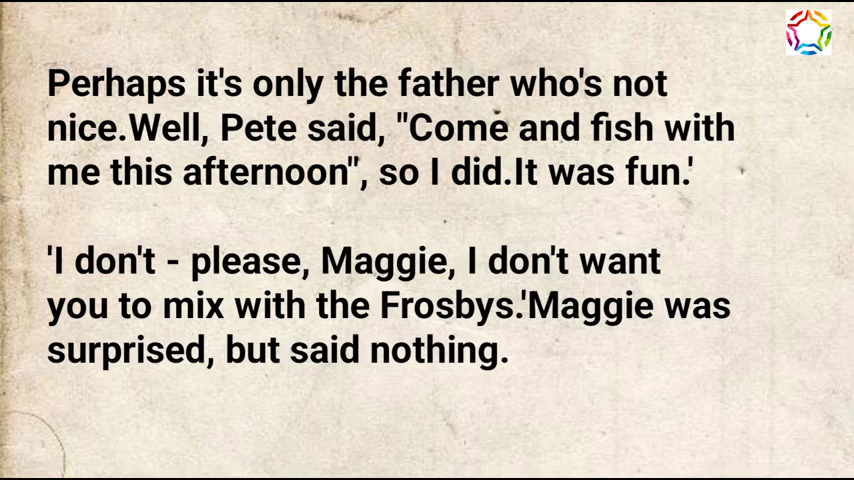 Perhaps it's only the father who's not
nice.Well, Pete said, "Come and fish with
me this afternoon", so I did.It was fun.'
'I don't - please, Maggie, I don't want
you to mix with the Frosbys.'Maggie was
surprised, but said nothing.